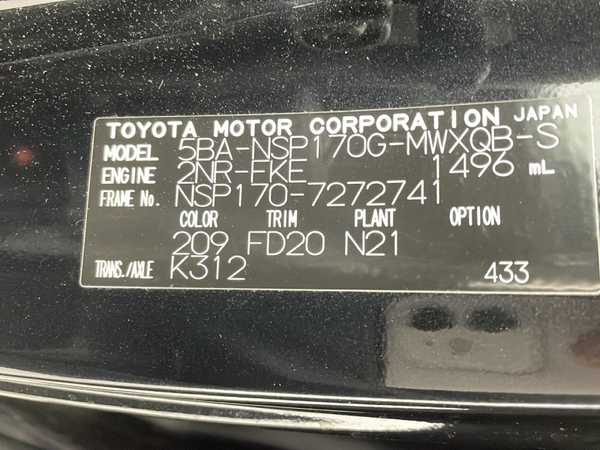 TOYOTA MOTOR CORPORATION JAPAN
MODEL 5BA-NSP170G-MWXQB-S
ENGINE 2NR-FKE 1496 mL
FRAME No. NSP170-7272741
COLOR TRIM PLANT OPTION
209 FD20 N21
TRANS./AXLE K312 433